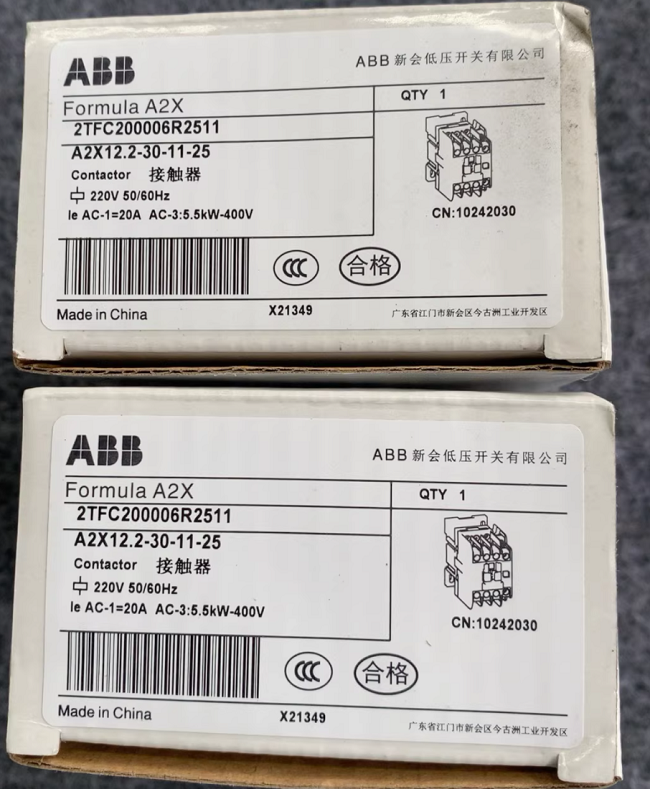 ABB
ABB 新会低压开关有限公司
Formula A2X
QTY 1
2TFC200006R2511
A2X12.2-30-11-25
Contactor 接触器
220V 50/60Hz
Ie AC-1=20A AC-3:5.5kW-400V
CN:10242030
CCC
合格
Made in China
X21349
广东省江门市新会区今古洲工业开发区
ABB
ABB 新会低压开关有限公司
Formula A2X
QTY 1
2TFC200006R2511
A2X12.2-30-11-25
Contactor 接触器
220V 50/60Hz
Ie AC-1=20A AC-3:5.5kW-400V
CN:10242030
CCC
合格
Made in China
X21349
广东省江门市新会区今古洲工业开发区